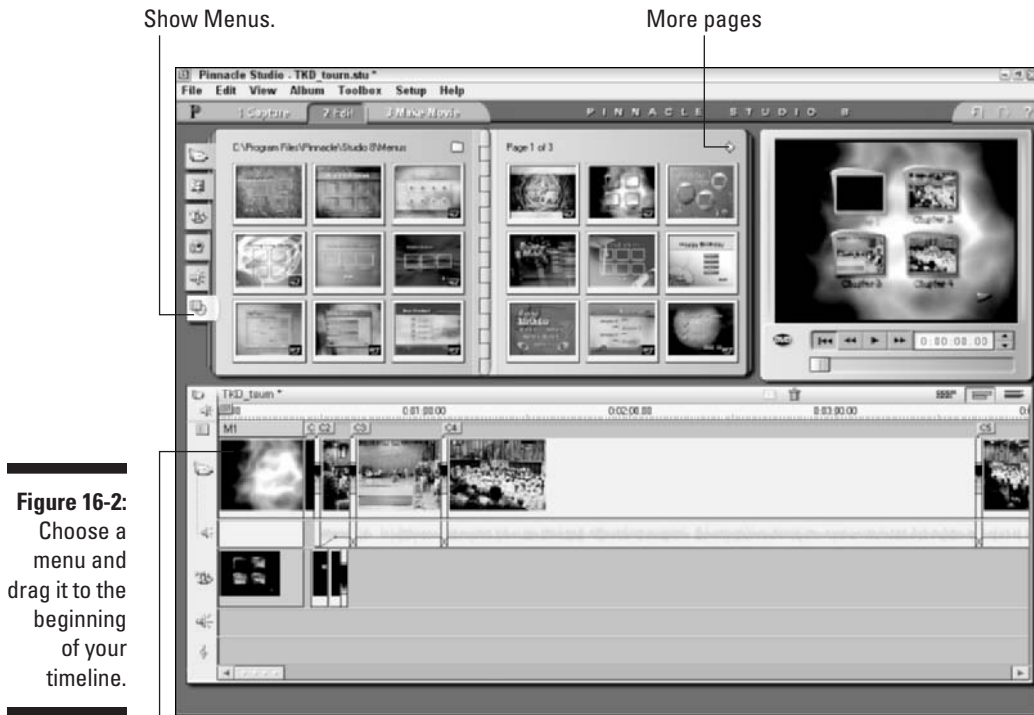 Show Menus.
More pages
Pinnacle Studio - TKD_tourn.stu *
File Edit View Album Toolbox Setup Help
P 1 Capture 2 Edit 3 Make Movie PINNACLE STUDIO 8 ?
C:\Program Files\Pinnacle\Studio 8\Menus
Page 1 of 3
Happy Birthday
Chapter 2
Chapter 3 Chapter 4
DVD
0:00:00.00
TKD_tourn *
0:01:00.00 0:02:00.00 0:03:00.00
M1 C C2 C3 C4 C5
Figure 16-2:
Choose a
menu and
drag it to the
beginning
of your
timeline.